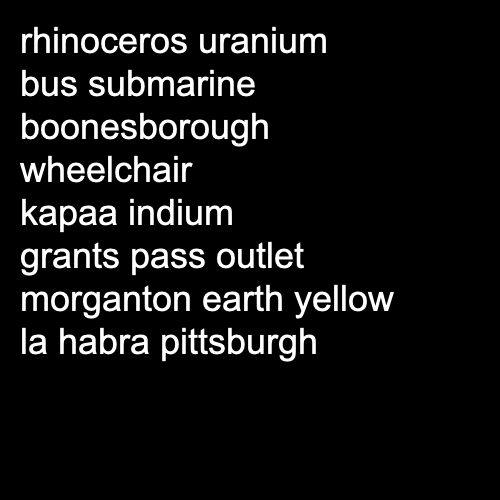 rhinoceros uranium
bus submarine
boonesborough
wheelchair
kapaa indium
grants pass outlet
morganton earth yellow
la habra pittsburgh